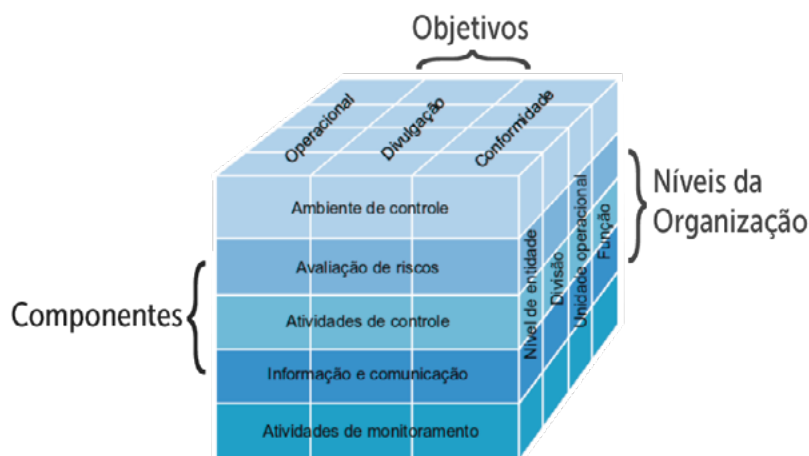 Objetivos
Operacional
Divulgação
Conformidade
Componentes
Ambiente de controle
Avaliação de riscos
Atividades de controle
Informação e comunicação
Atividades de monitoramento
Nível de entidade
Divisão
Unidade operacional
Função
Níveis da
Organização